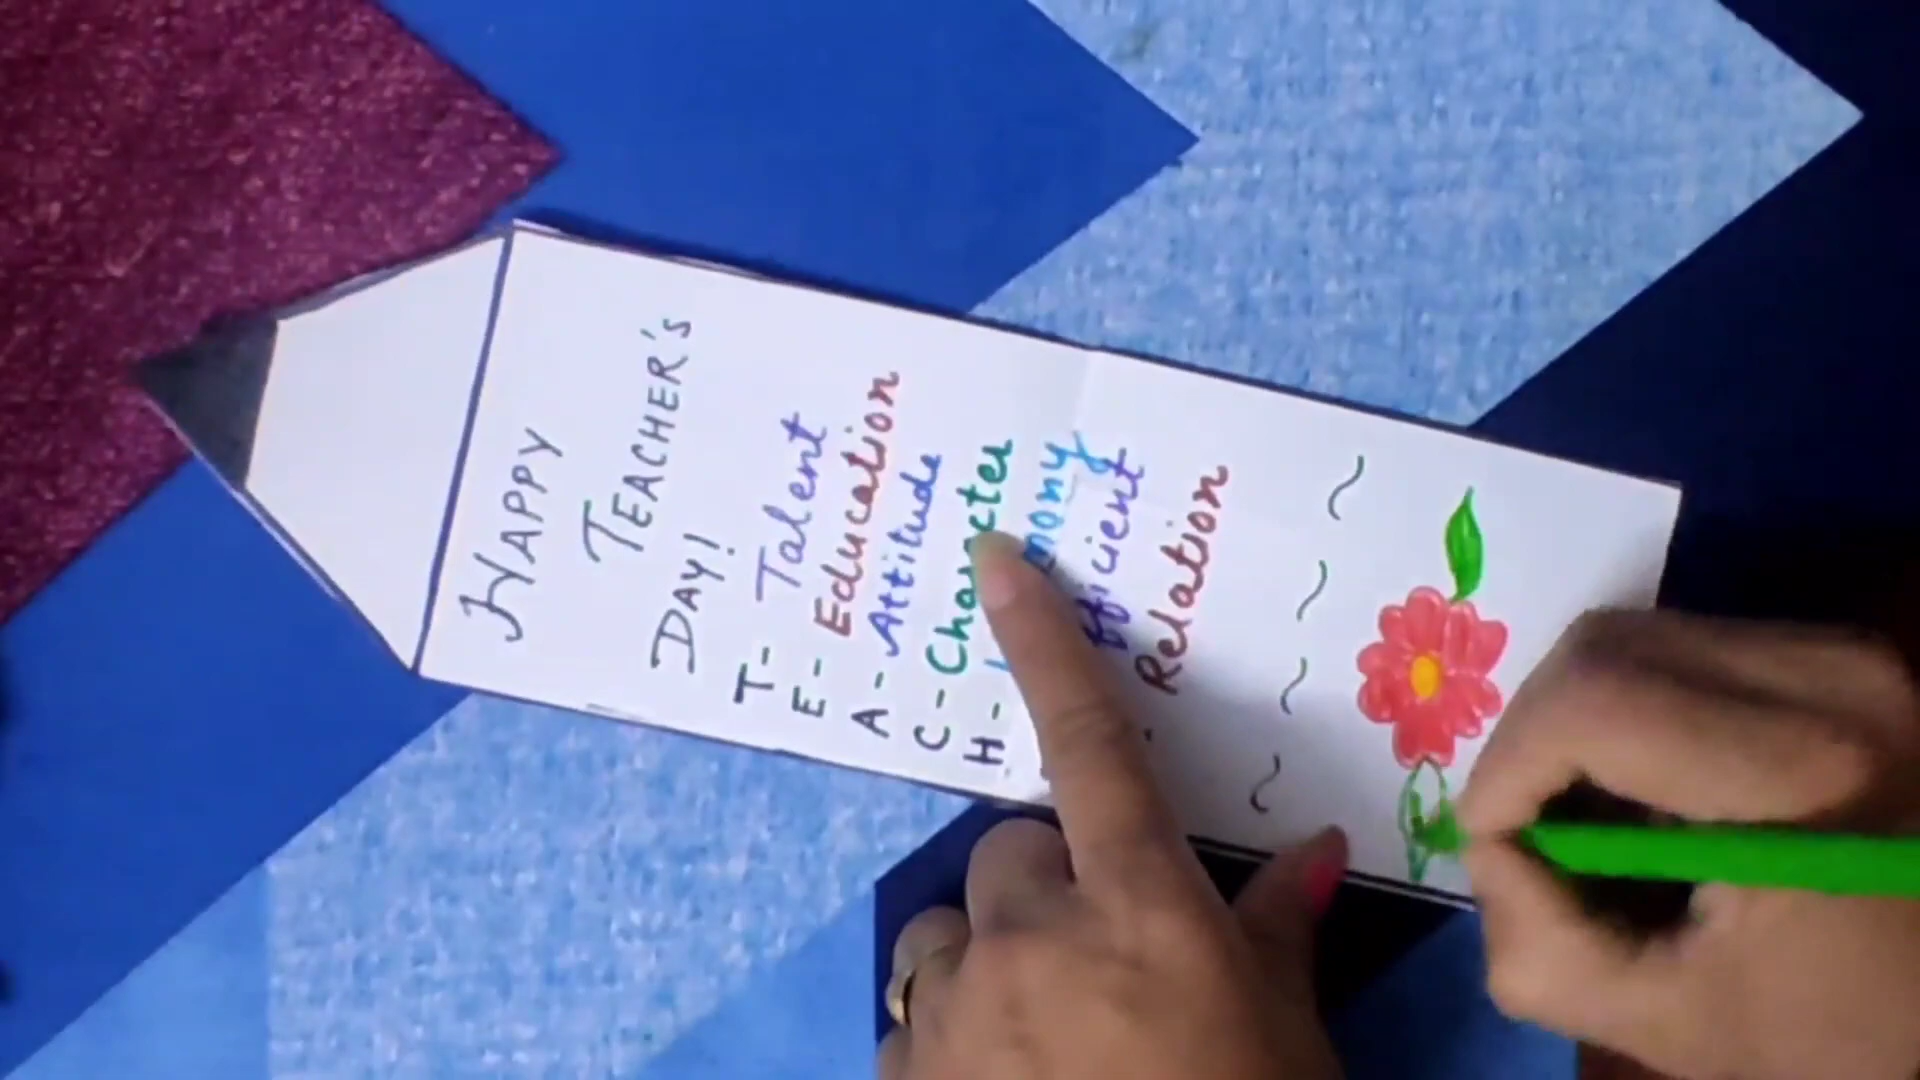 HAPPY
TEACHER'S
DAY!
T- Talent
E- Education
A- Attitude
C- Character
H-
Relation